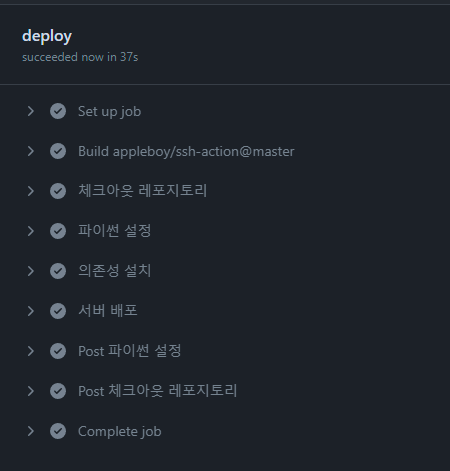 deploy
succeeded now in 37s
Set up job
Build appleboy/ssh-action@master
체크아웃 레포지토리
파이썬 설정
의존성 설치
서버 배포
Post 파이썬 설정
Post 체크아웃 레포지토리
Complete job